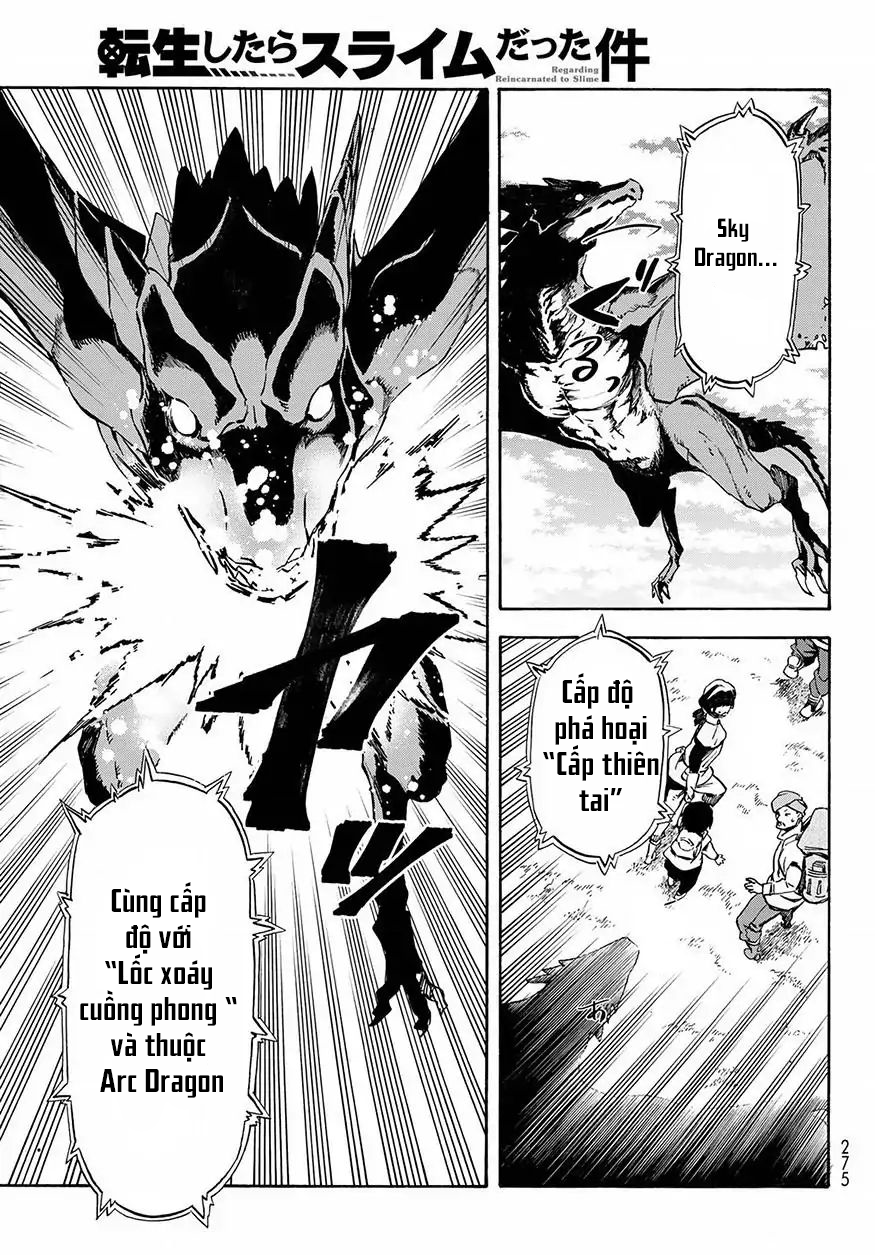 転生したらスライムだった件
Regarding
Reincarnated to Slime
Sky
Dragon...
Cấp độ
phá hoại
“Cấp thiên
tai”
Cùng cấp
độ với
“Lốc xoáy
cuồng phong “
và thuộc
Arc Dragon
カッ
275